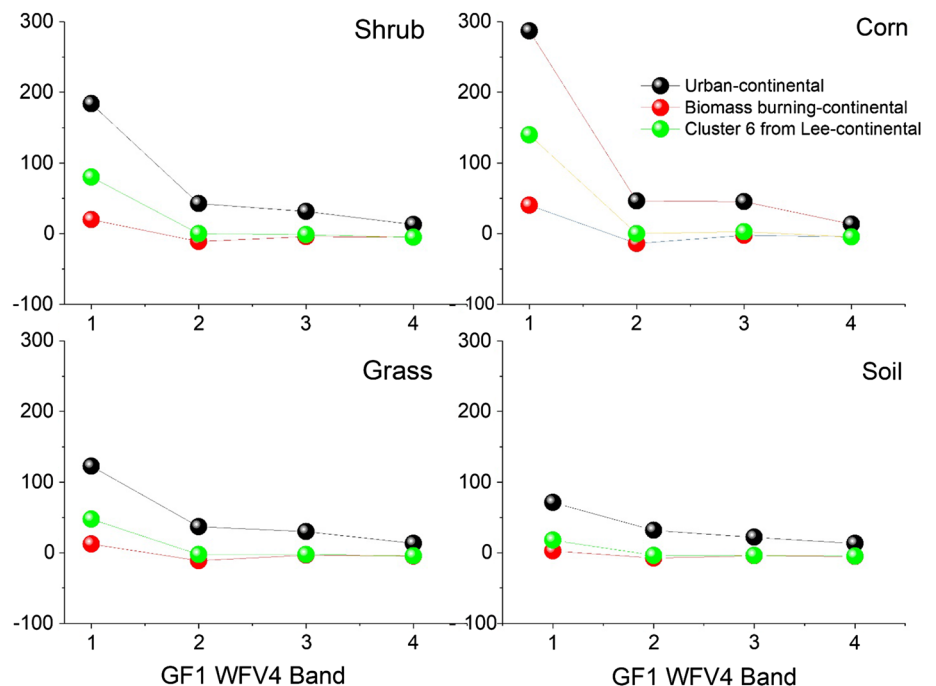 Shrub
300
200
100
0
-100
1 2 3 4
Corn
300
200
100
0
-100
1 2 3 4
Urban-continental
Biomass burning-continental
Cluster 6 from Lee-continental
Grass
300
200
100
0
-100
1 2 3 4
GF1 WFV4 Band
Soil
300
200
100
0
-100
1 2 3 4
GF1 WFV4 Band